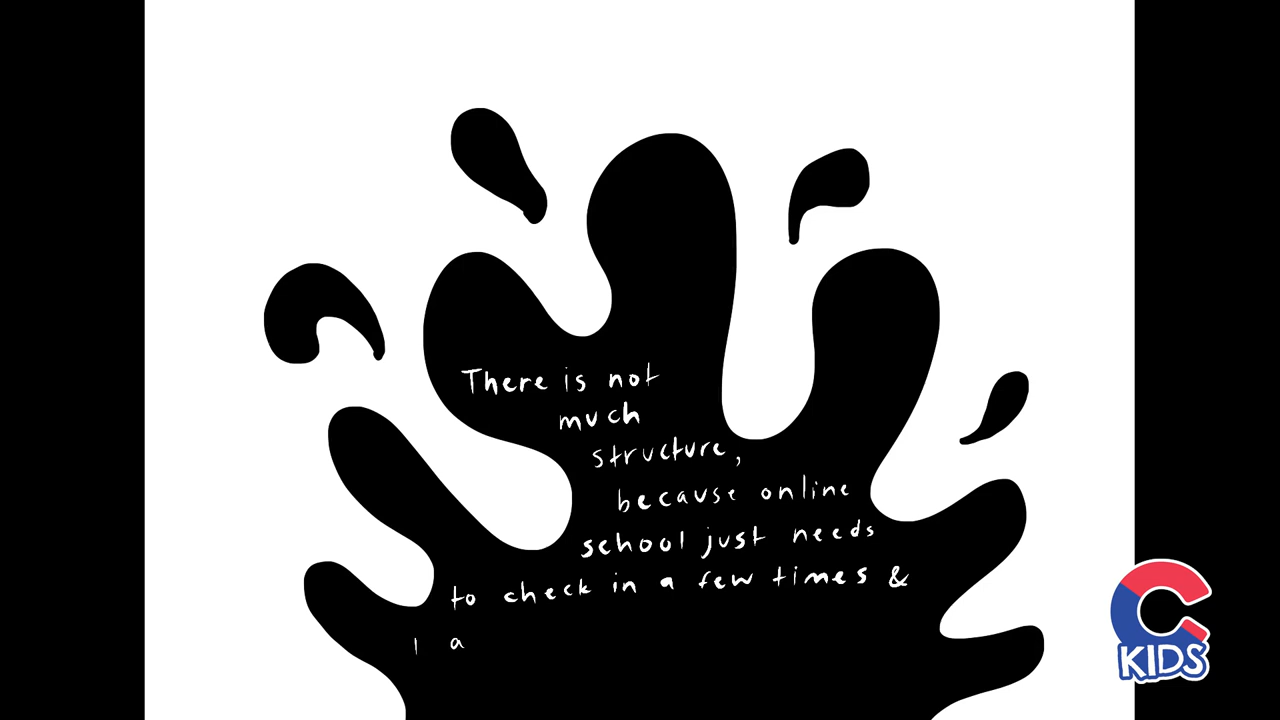 There is not
much
structure,
because online
school just needs
to check in a few times &
I a
C
KIDS